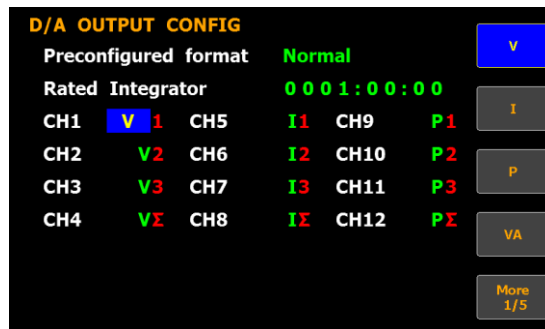 D/A OUTPUT CONFIG
Preconfigured format Normal
Rated Integrator 0001:00:00
CH1 V1 CH5 I1 CH9 P1
CH2 V2 CH6 I2 CH10 P2
CH3 V3 CH7 I3 CH11 P3
CH4 VΣ CH8 IΣ CH12 PΣ
V
I
P
VA
More
1/5